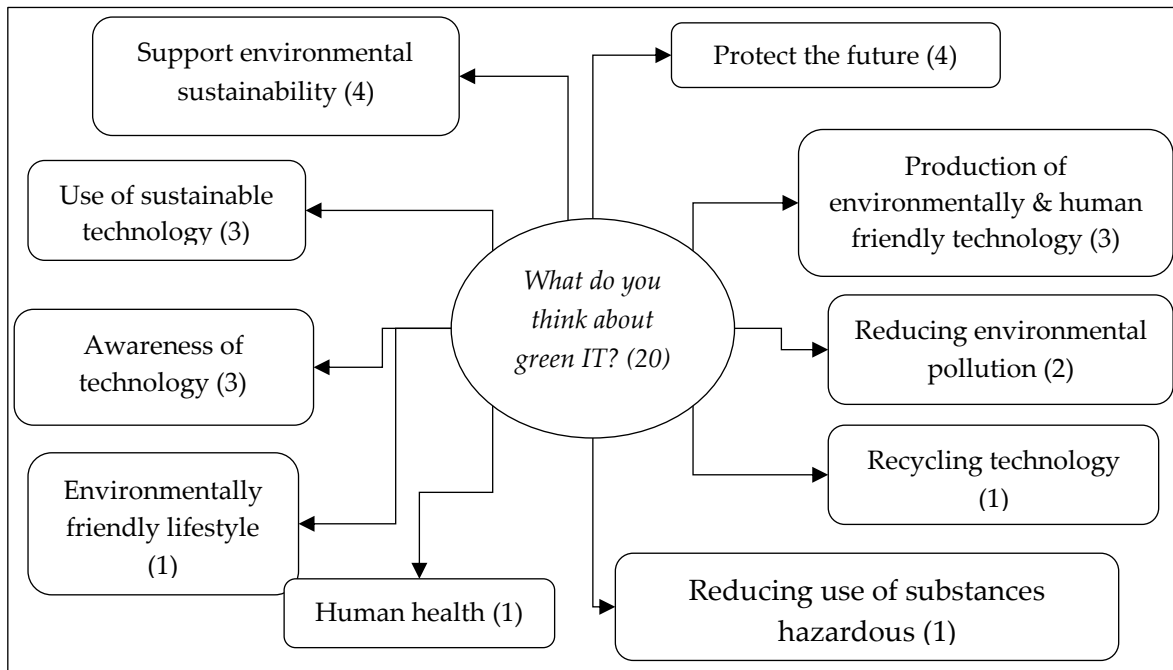 Support environmental
sustainability (4)
Protect the future (4)
Use of sustainable
technology (3)
Production of
environmentally & human
friendly technology (3)
What do you
think about
green IT? (20)
Awareness of
technology (3)
Reducing environmental
pollution (2)
Environmentally
friendly lifestyle
(1)
Recycling technology
(1)
Human health (1)
Reducing use of substances
hazardous (1)